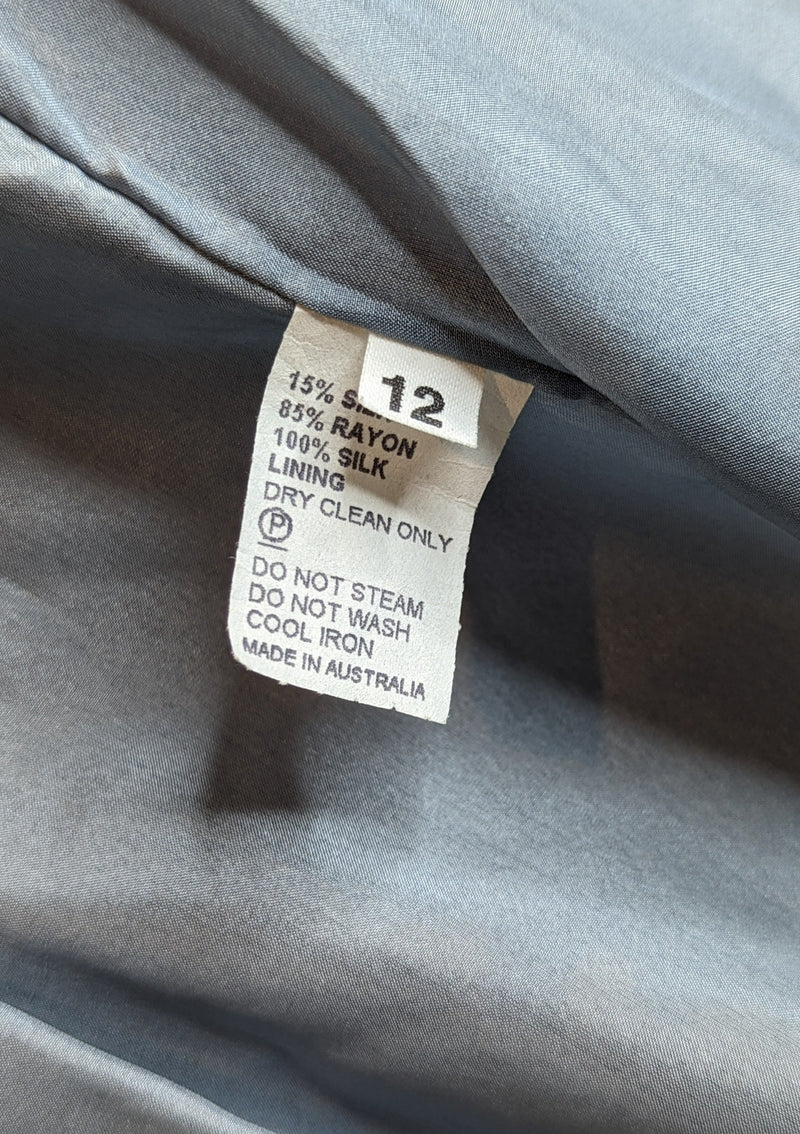 12
15%
85% RAYON
100% SILK
LINING
DRY CLEAN ONLY
P
DO NOT STEAM
DO NOT WASH
COOL IRON
MADE IN AUSTRALIA